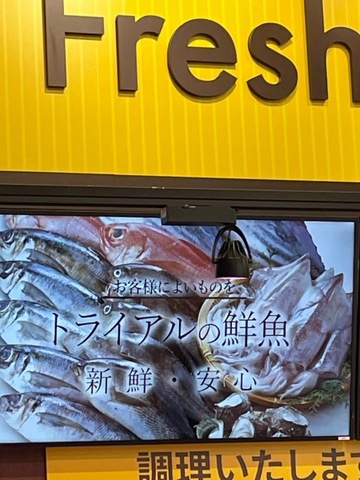 Fresh
お客様によいものを
トライアルの鮮魚
新鮮・安心
調理いたします